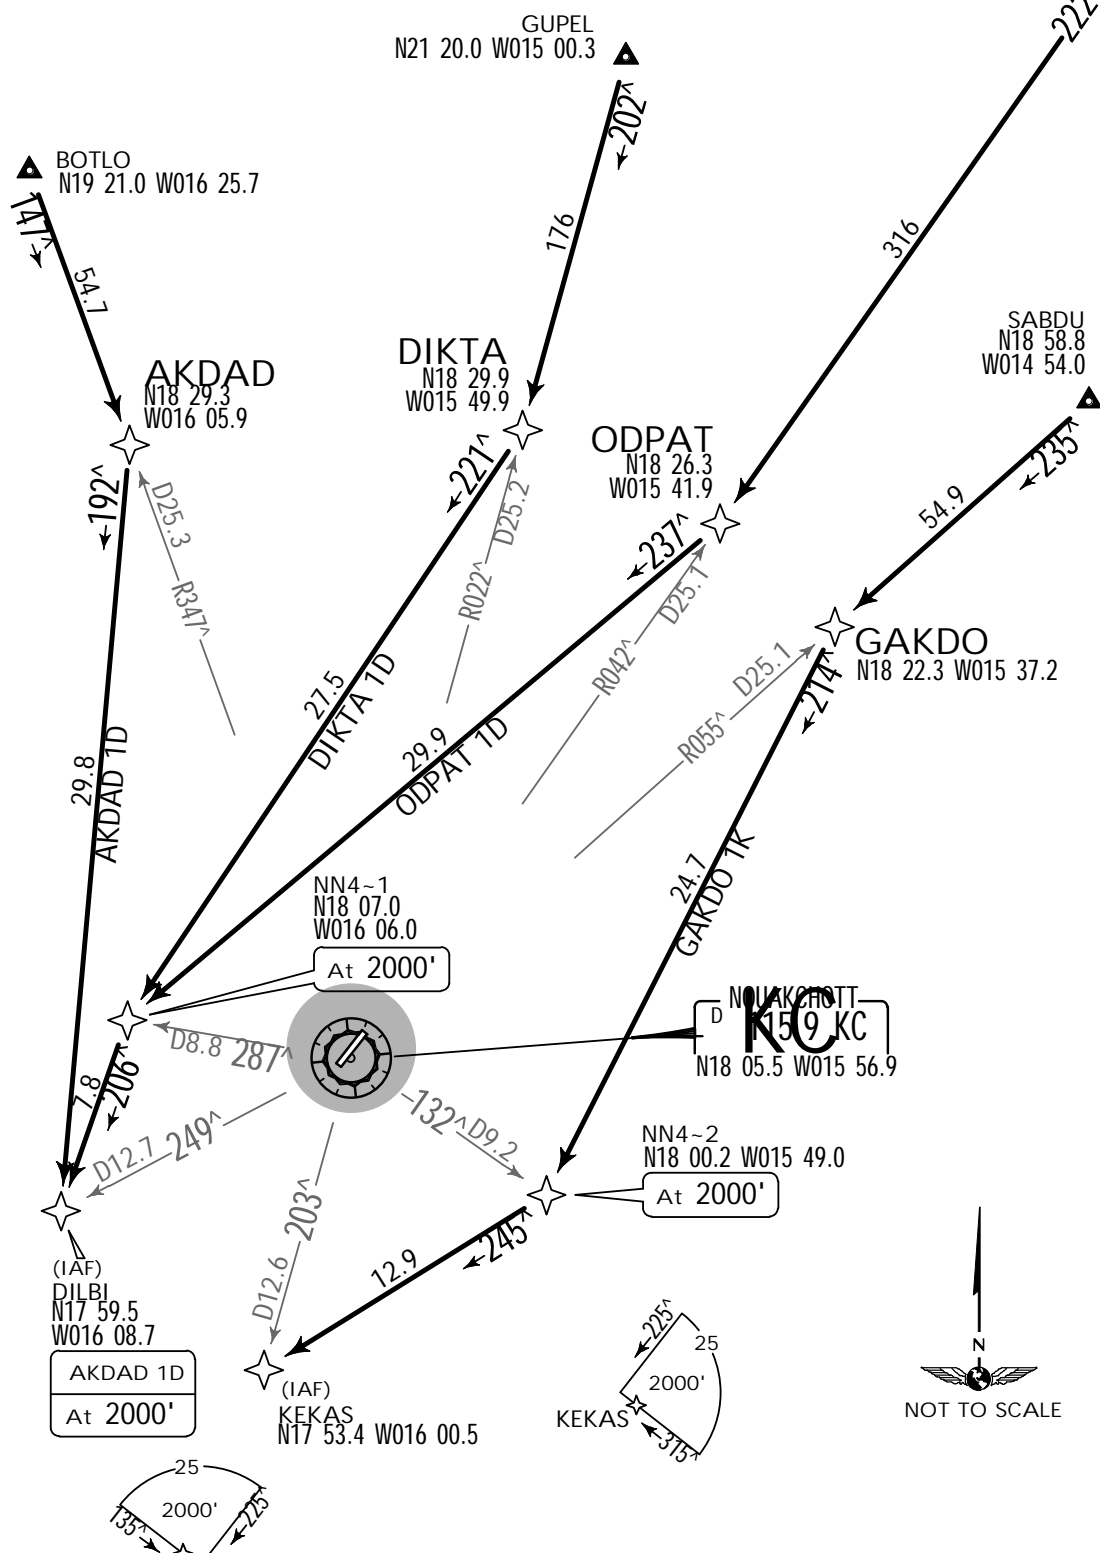 GUPEL
N21 20.0 W015 00.3
222
202^
BOTLO
N19 21.0 W016 25.7
147^
176
316
54.7
SABDU
N18 58.8
W014 54.0
AKDAD
N18 29.3
W016 05.9
DIKTA
N18 29.9
W015 49.9
ODPAT
N18 26.3
W015 41.9
235^
192^
D25.3
221^
D25.2
237^
54.9
R347^
R022^
D25.1
R042^
GAKDO
N18 22.3 W015 37.2
D25.1
214^
R055^
27.5
DIKTA 1D
29.8
AKDAD 1D
29.9
ODPAT 1D
24.7
GAKDO 1K
NN4~1
N18 07.0
W016 06.0
At 2000'
NOUAKCHOTT
D
KC
115.9 KC
N18 05.5 W015 56.9
D8.8 287^
7.8
206^
132^ D9.2
D12.7 249^
NN4~2
N18 00.2 W015 49.0
At 2000'
D12.6 203^
245^
12.9
(IAF)
DILBI
N17 59.5
W016 08.7
AKDAD 1D
At 2000'
(IAF)
KEKAS
N17 53.4 W016 00.5
225^
25
2000'
KEKAS
315^
N
NOT TO SCALE
25
2000'
135^
225^